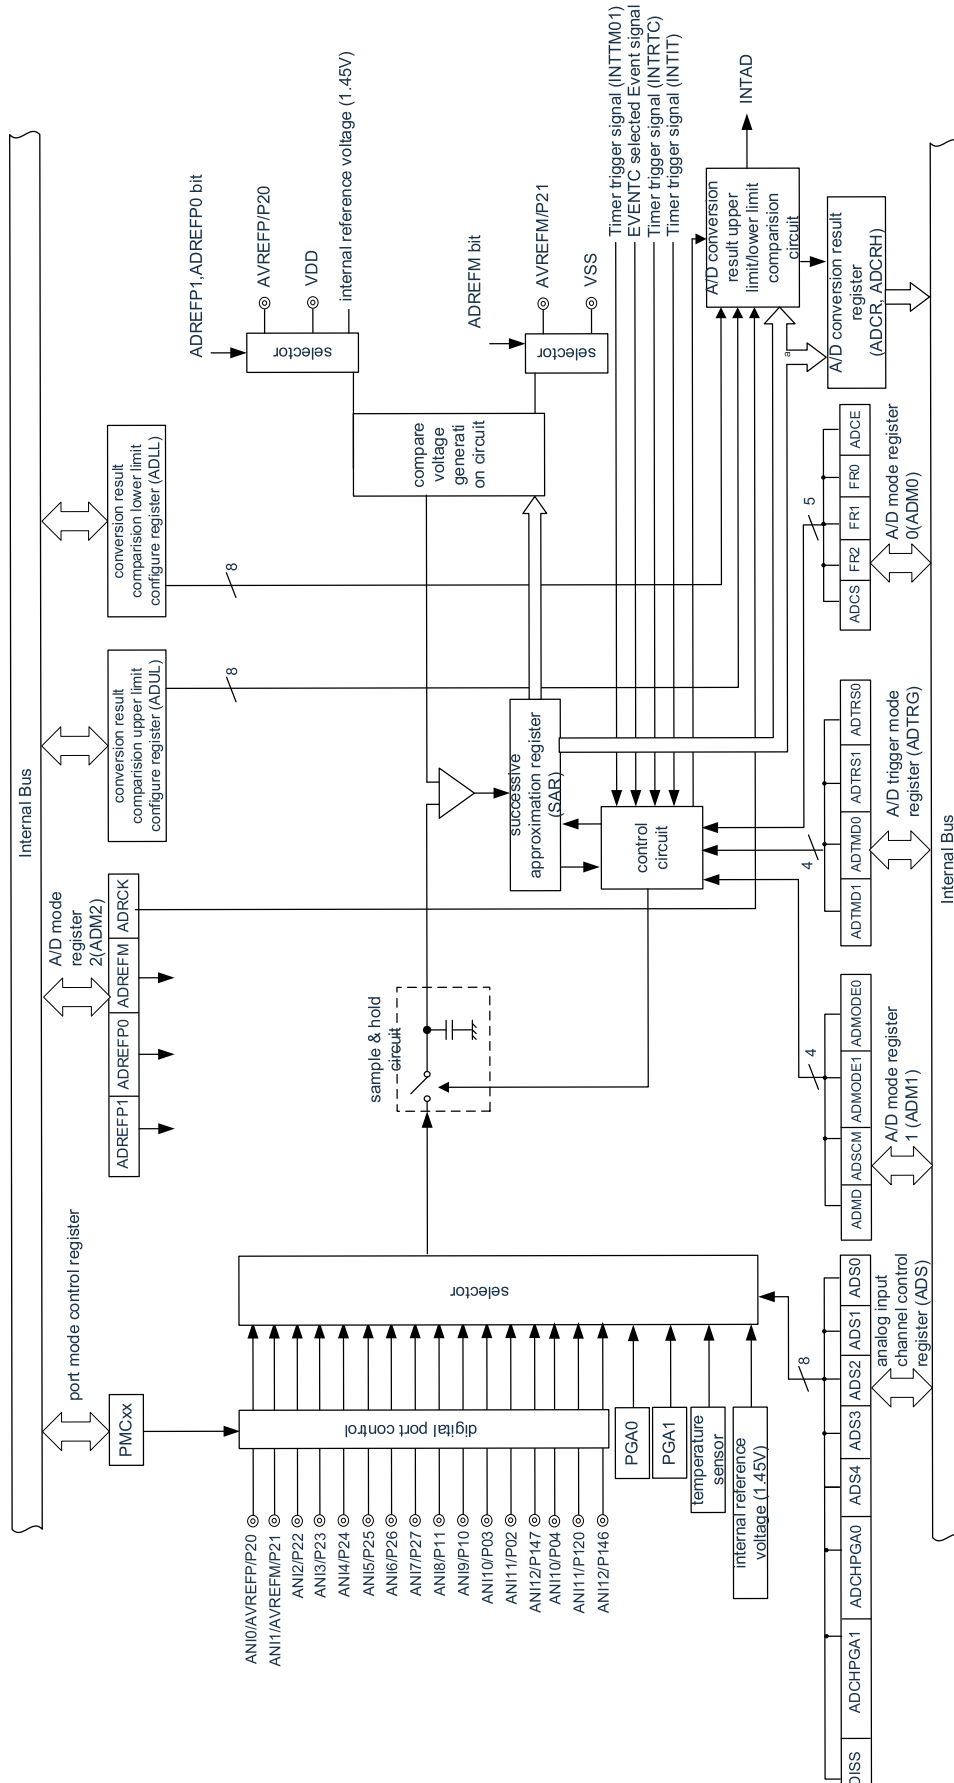 Internal Bus
port mode control register
PMCxx
A/D mode
register
2(ADM2)
ADREFP1
ADREFP0
ADREFM
ADRCK
conversion result
comparision upper limit
configure register (ADUL)
conversion result
comparision lower limit
configure register (ADLL)
8
8
ADREFP1,ADREFP0 bit
AVREFP/P20
VDD
internal reference voltage (1.45V)
selector
ADREFM bit
AVREFM/P21
VSS
selector
compare
voltage
generati
on circuit
sample & hold
circuit
successive
approximation register
(SAR)
control
circuit
Timer trigger signal (INTTM01)
EVENTC selected Event signal
Timer trigger signal (INTRTC)
Timer trigger signal (INTIT)
A/D conversion
result upper
limit/lower limit
comparision
circuit
INTAD
a
A/D conversion result
register
(ADCR, ADCRH)
ANI0/AVREFP/P20
ANI1/AVREFM/P21
ANI2/P22
ANI3/P23
ANI4/P24
ANI5/P25
ANI6/P26
ANI7/P27
ANI8/P11
ANI9/P10
ANI10/P03
ANI11/P02
ANI12/P147
ANI10/P04
ANI11/P120
ANI12/P146
digital port control
selector
PGA0
PGA1
temperature
sensor
internal reference
voltage (1.45V)
8
4
4
5
DISS
ADCHPGA1
ADCHPGA0
ADS4
ADS3
ADS2
ADS1
ADS0
analog input
channel control
register (ADS)
ADMD
ADSCM
ADMODE1
ADMODE0
A/D mode register
1 (ADM1)
ADTMD1
ADTMD0
ADTRS1
ADTRS0
A/D trigger mode
register (ADTRG)
ADCS
FR2
FR1
FR0
ADCE
A/D mode register
0(ADM0)
Internal Bus